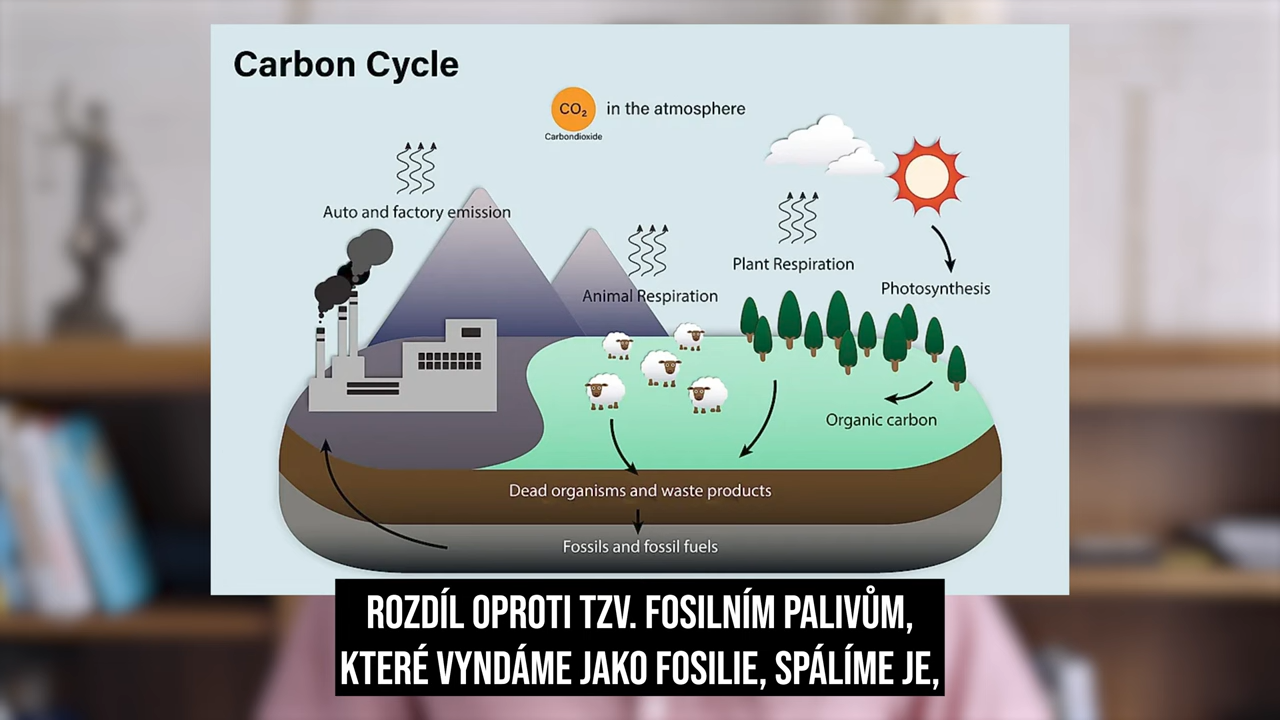 Carbon Cycle
CO₂ in the atmosphere
Carbondioxide
Auto and factory emission
Plant Respiration
Photosynthesis
Animal Respiration
Organic carbon
Dead organisms and waste products
Fossils and fossil fuels
ROZDÍL OPROTI TZV. FOSILNÍM PALIVŮM,
KTERÉ VYNDÁME JAKO FOSILIE, SPÁLÍME JE,